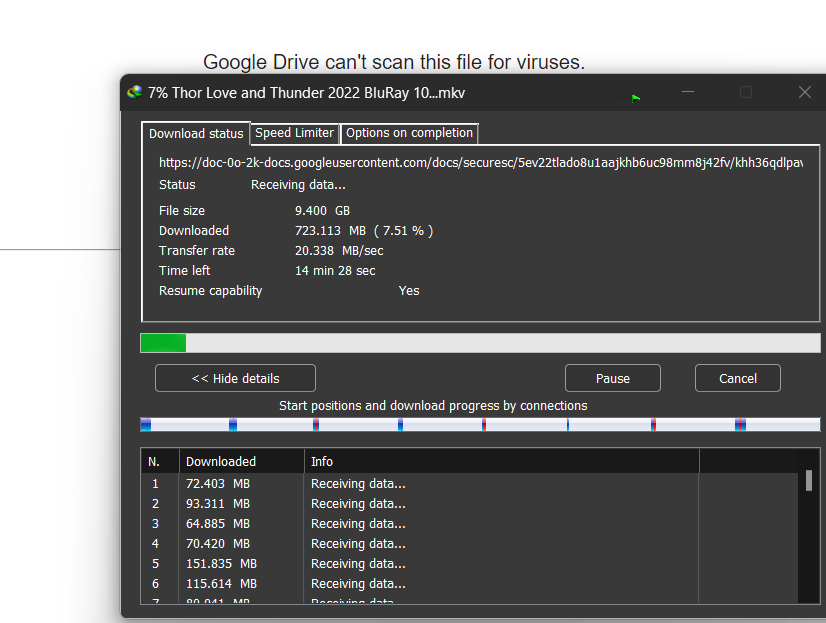 Google Drive can't scan this file for viruses.
7% Thor Love and Thunder 2022 BluRay 10...mkv
Download status Speed Limiter Options on completion
https://doc-0o-2k-docs.googleusercontent.com/docs/securesc/5ev22tlado8u1aajkhb6uc98mm8j42fv/khh36qdlpav
Status Receiving data...
File size 9.400 GB
Downloaded 723.113 MB ( 7.51 % )
Transfer rate 20.338 MB/sec
Time left 14 min 28 sec
Resume capability Yes
<< Hide details Pause Cancel
Start positions and download progress by connections
N. Downloaded Info
1 72.403 MB Receiving data...
2 93.311 MB Receiving data...
3 64.885 MB Receiving data...
4 70.420 MB Receiving data...
5 151.835 MB Receiving data...
6 115.614 MB Receiving data...
7 MB Receiving data...